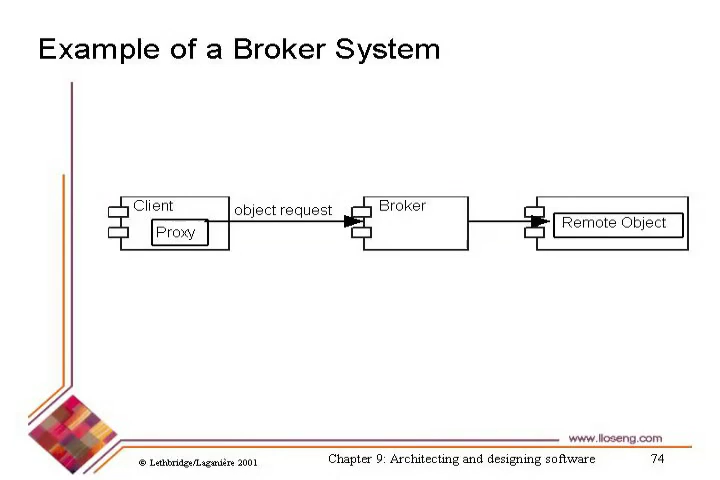 Example of a Broker System
Client
Proxy
object request
Broker
Remote Object
www.lloseng.com
© Lethbridge/Laganière 2001
Chapter 9: Architecting and designing software
74